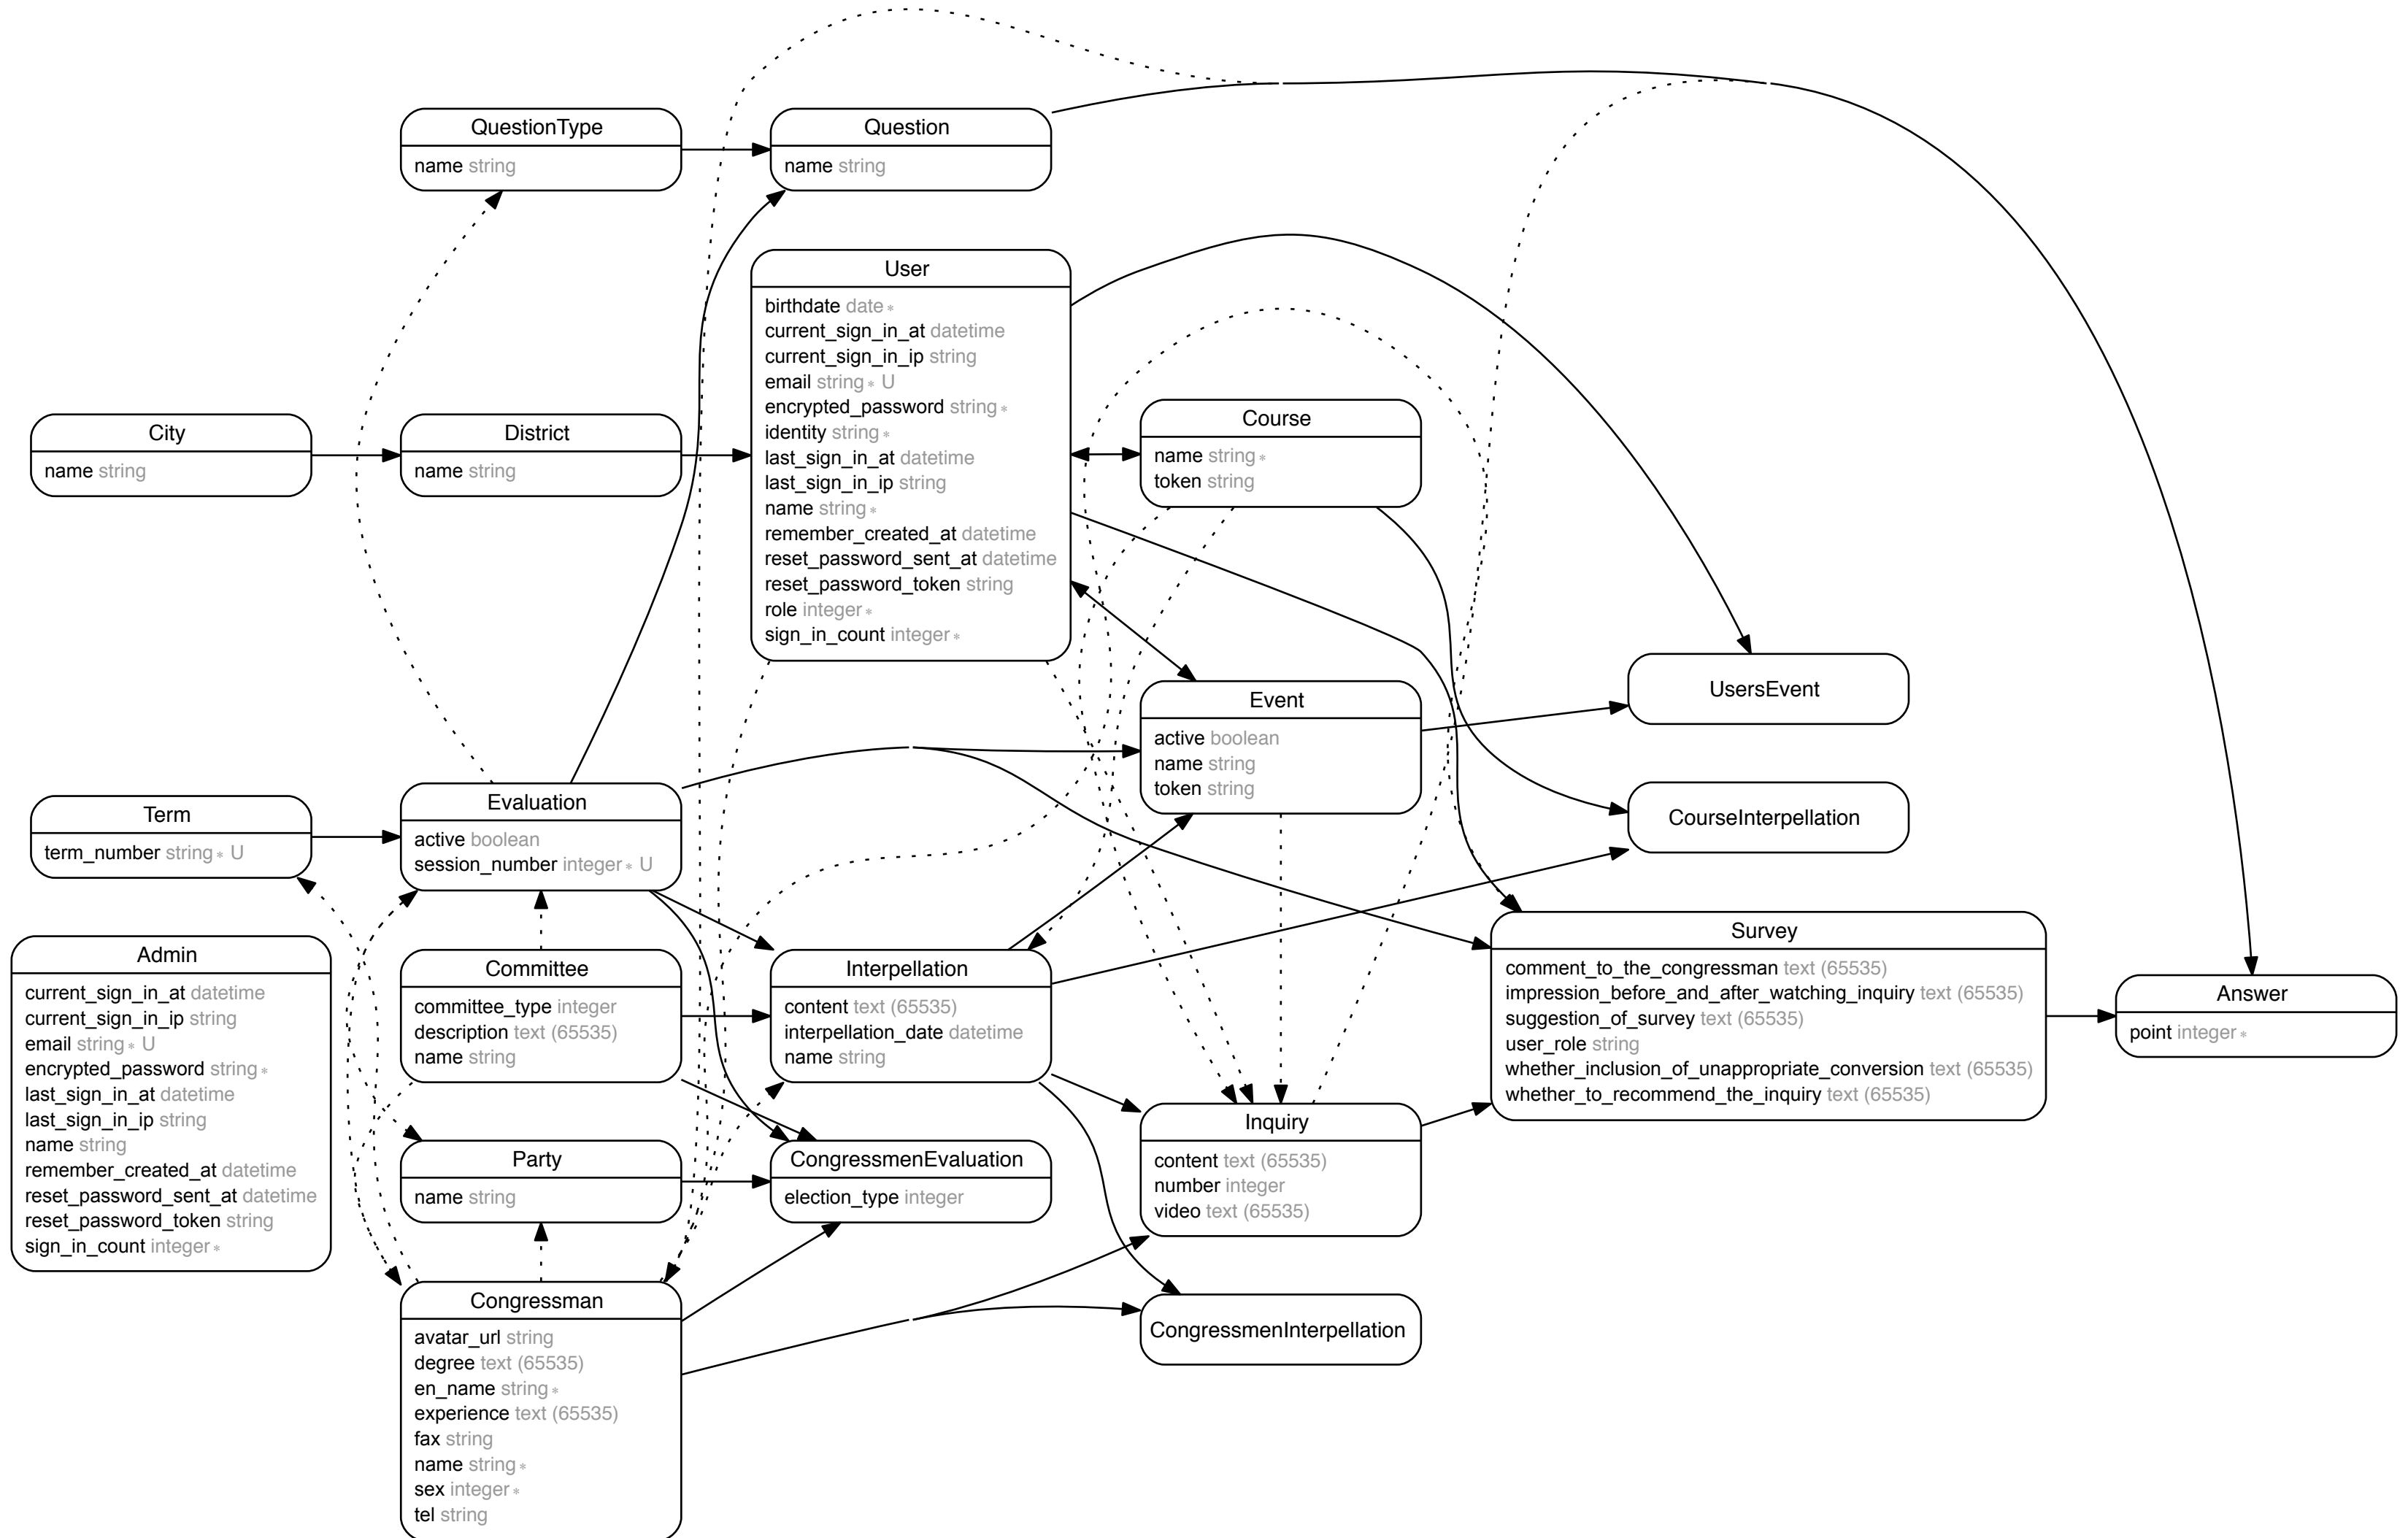 QuestionType
name string
Question
name string
User
birthdate date∗
current_sign_in_at datetime
current_sign_in_ip string
email string∗ U
encrypted_password string∗
identity string∗
last_sign_in_at datetime
last_sign_in_ip string
name string∗
remember_created_at datetime
reset_password_sent_at datetime
reset_password_token string
role integer∗
sign_in_count integer∗
City
name string
District
name string
Course
name string∗
token string
Event
active boolean
name string
token string
UsersEvent
CourseInterpellation
Term
term_number string∗ U
Evaluation
active boolean
session_number integer∗ U
Admin
current_sign_in_at datetime
current_sign_in_ip string
email string∗ U
encrypted_password string∗
last_sign_in_at datetime
last_sign_in_ip string
name string
remember_created_at datetime
reset_password_sent_at datetime
reset_password_token string
sign_in_count integer∗
Committee
committee_type integer
description text (65535)
name string
Interpellation
content text (65535)
interpellation_date datetime
name string
Survey
comment_to_the_congressman text (65535)
impression_before_and_after_watching_inquiry text (65535)
suggestion_of_survey text (65535)
user_role string
whether_inclusion_of_unappropriate_conversion text (65535)
whether_to_recommend_the_inquiry text (65535)
Answer
point integer∗
Party
name string
CongressmenEvaluation
election_type integer
Inquiry
content text (65535)
number integer
video text (65535)
Congressman
avatar_url string
degree text (65535)
en_name string∗
experience text (65535)
fax string
name string∗
sex integer∗
tel string
CongressmenInterpellation